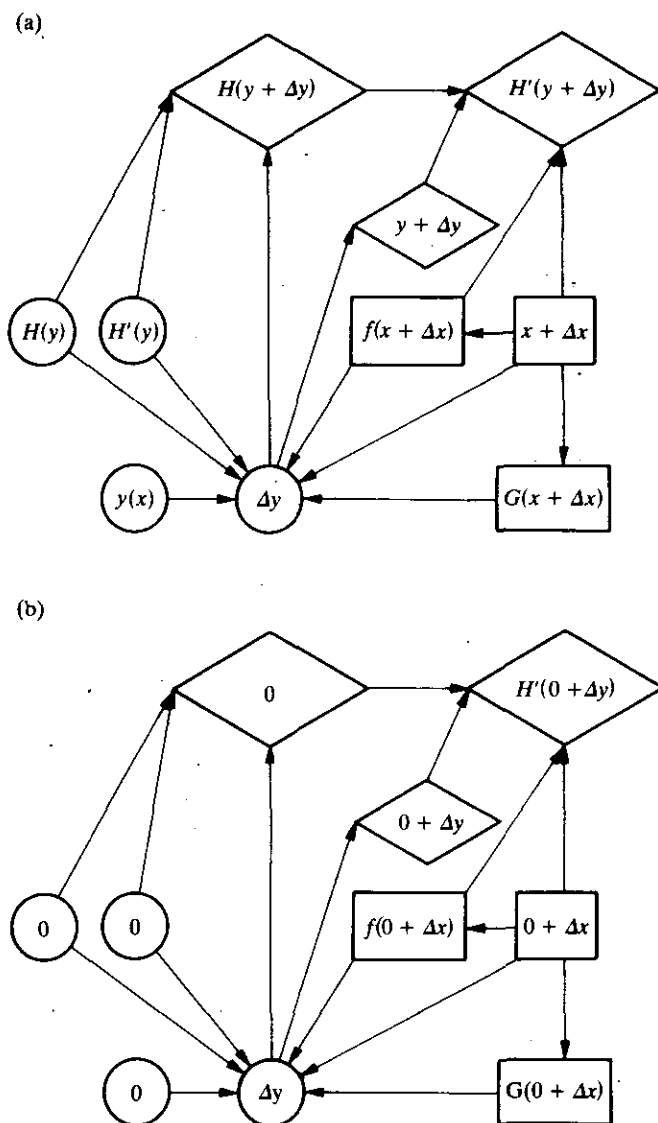 (a)
H(y + Δy)
H'(y + Δy)
y + Δy
H(y)
H'(y)
f(x + Δx)
x + Δx
y(x)
Δy
G(x + Δx)
(b)
0
H'(0 + Δy)
0 + Δy
0
0
f(0 + Δx)
0 + Δx
0
Δy
G(0 + Δx)